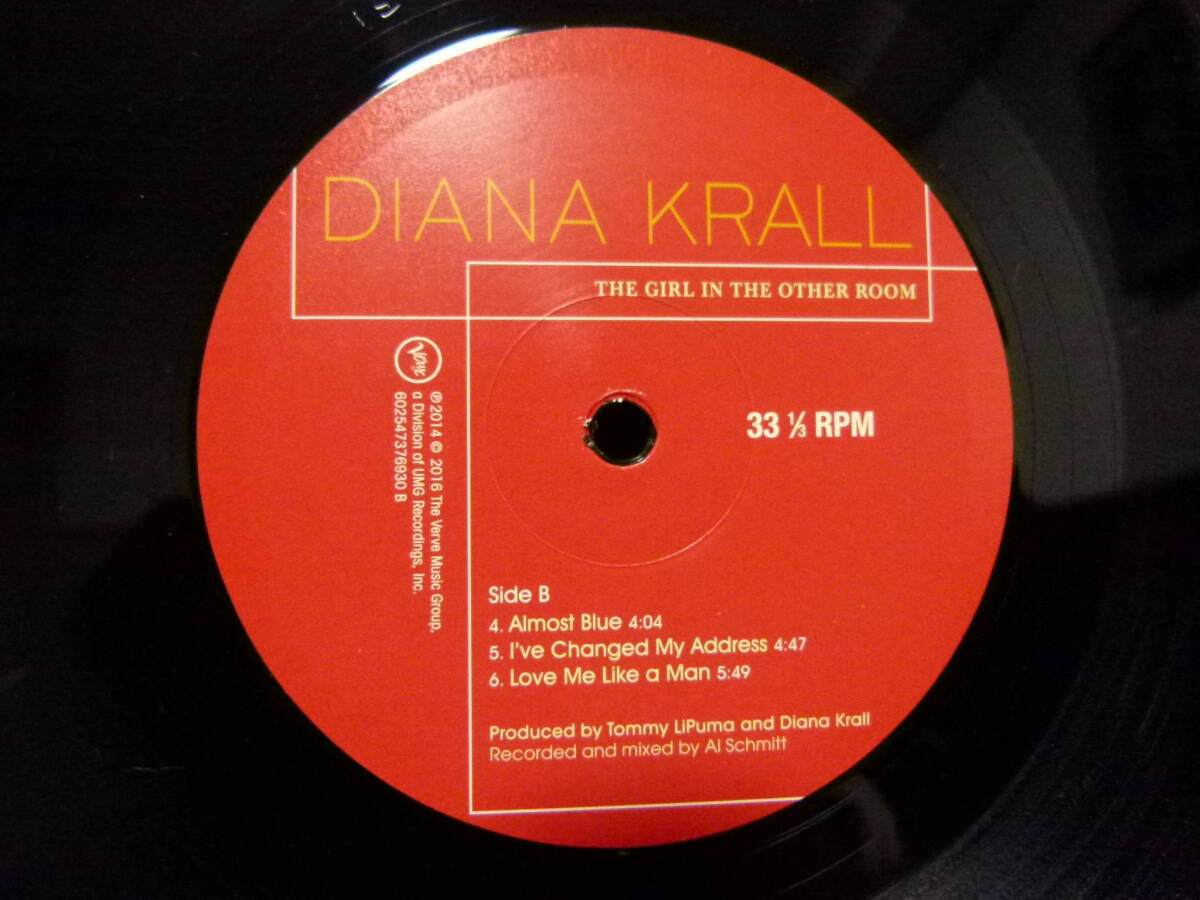 DIANA KRALL
THE GIRL IN THE OTHER ROOM
Verve
℗ 2014 © 2016 The Verve Music Group,
a Division of UMG Recordings, Inc.
602547376930 B
33 ⅓ RPM
Side B
4. Almost Blue 4:04
5. I've Changed My Address 4:47
6. Love Me Like a Man 5:49
Produced by Tommy LiPuma and Diana Krall
Recorded and mixed by Al Schmitt